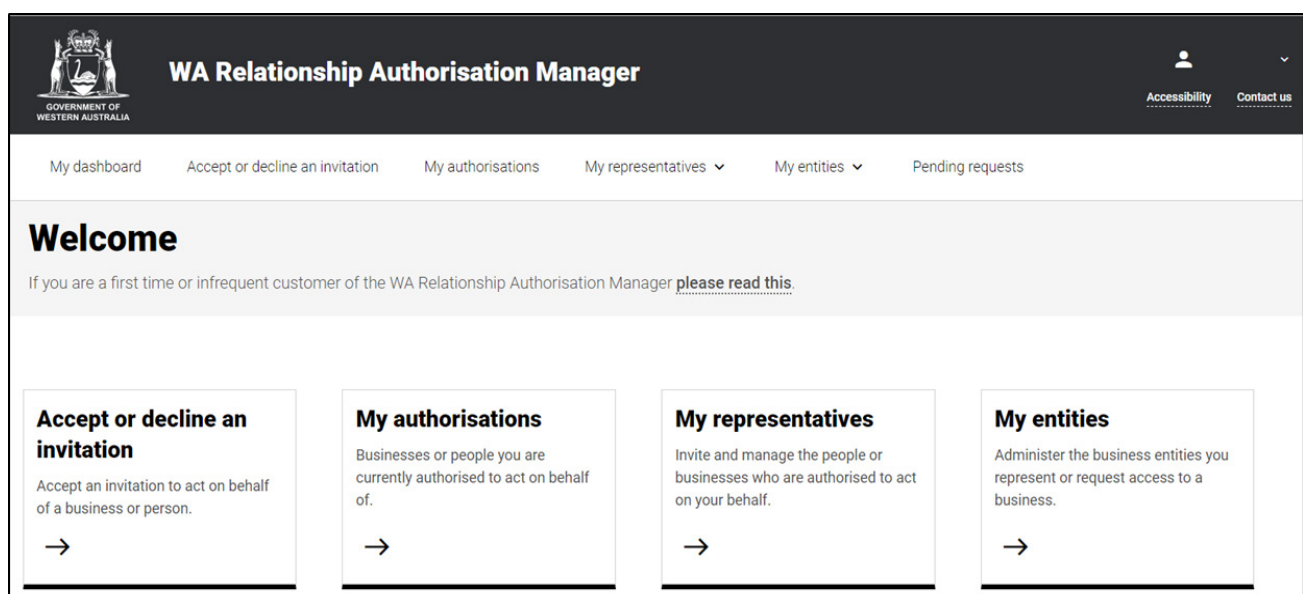 GOVERNMENT OF
WESTERN AUSTRALIA
WA Relationship Authorisation Manager
Accessibility Contact us
My dashboard Accept or decline an invitation My authorisations My representatives My entities Pending requests
Welcome
If you are a first time or infrequent customer of the WA Relationship Authorisation Manager please read this.
Accept or decline an
invitation
Accept an invitation to act on behalf
of a business or person.
My authorisations
Businesses or people you are
currently authorised to act on behalf
of.
My representatives
Invite and manage the people or
businesses who are authorised to act
on your behalf.
My entities
Administer the business entities you
represent or request access to a
business.